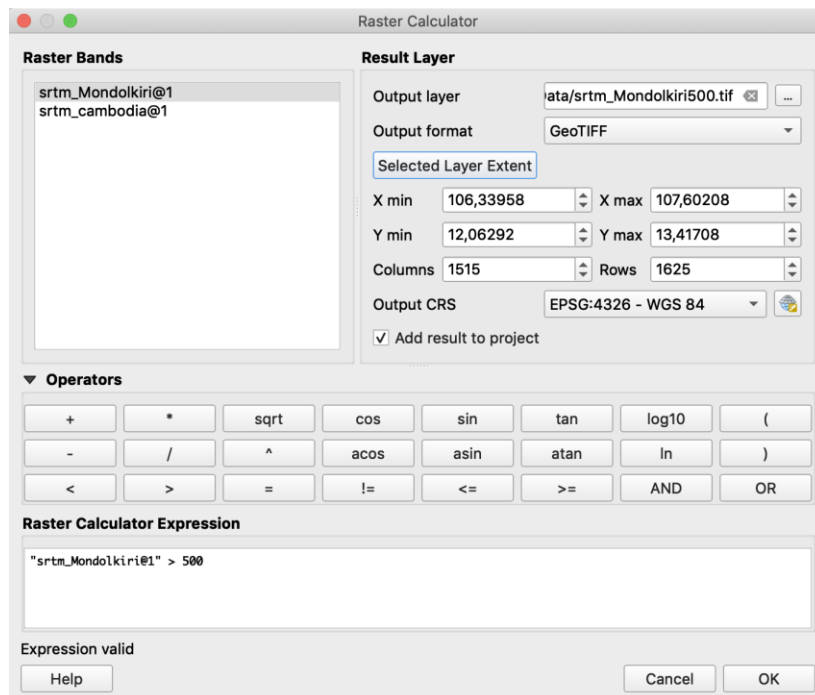 Raster Calculator
Raster Bands
srtm_Mondolkiri@1
srtm_cambodia@1
Result Layer
Output layer ata/srtm_Mondolkiri500.tif ...
Output format GeoTIFF
Selected Layer Extent
X min 106,33958 X max 107,60208
Y min 12,06292 Y max 13,41708
Columns 1515 Rows 1625
Output CRS EPSG:4326 - WGS 84
Add result to project
Operators
+ * sqrt cos sin tan log10 (
- / ^ acos asin atan ln )
< > = != <= >= AND OR
Raster Calculator Expression
"srtm_Mondolkiri@1" > 500
Expression valid
Help Cancel OK